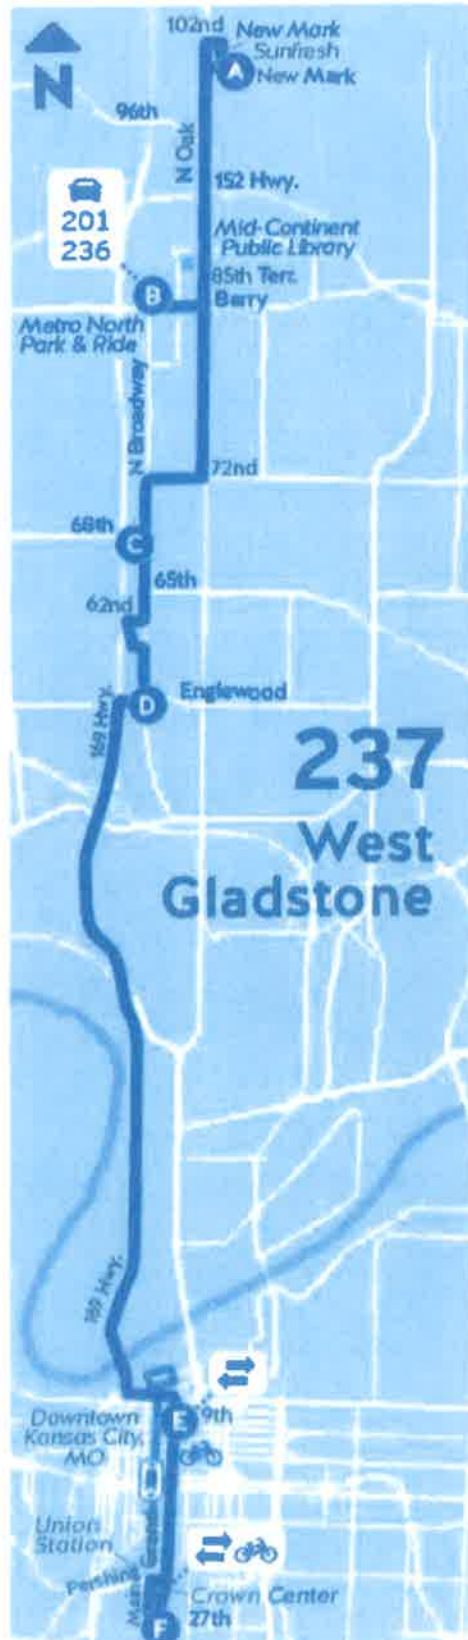 102nd
New Mark
Sunfresh
A
New Mark
N
96th
N Oak
152 Hwy.
201
236
Mid-Continent
Public Library
85th Terr.
B
Barry
Metro North
Park & Ride
N Broadway
72nd
68th
C
65th
62nd
D
Englewood
169 Hwy.
237
West
Gladstone
169 Hwy.
E
9th
Downtown
Kansas City,
MO
Grand
Union
Station
Pershing
Main
Crown Center
27th
F